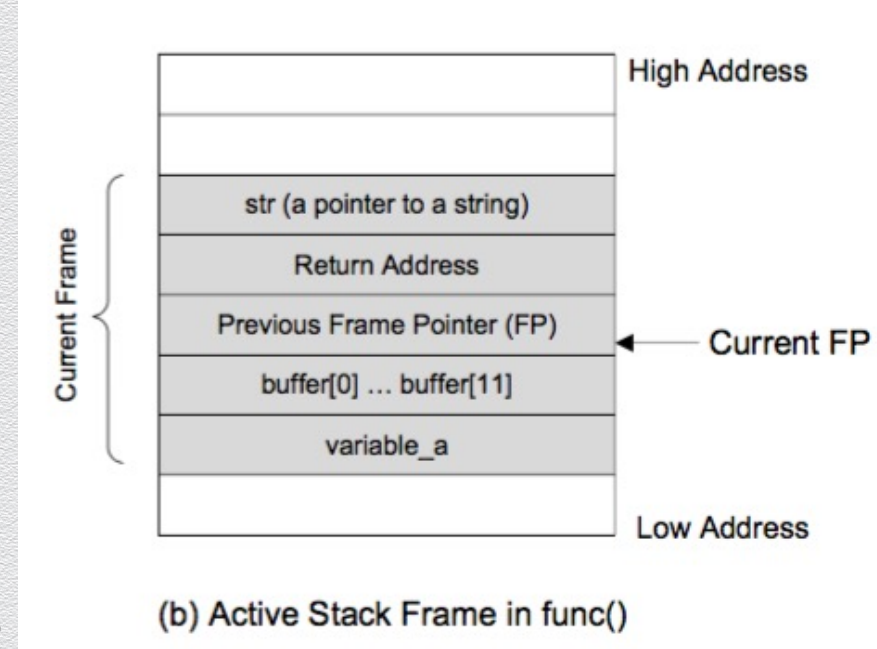 High Address
str (a pointer to a string)
Return Address
Previous Frame Pointer (FP)
Current FP
buffer[0] ... buffer[11]
variable_a
Current Frame
Low Address
(b) Active Stack Frame in func()